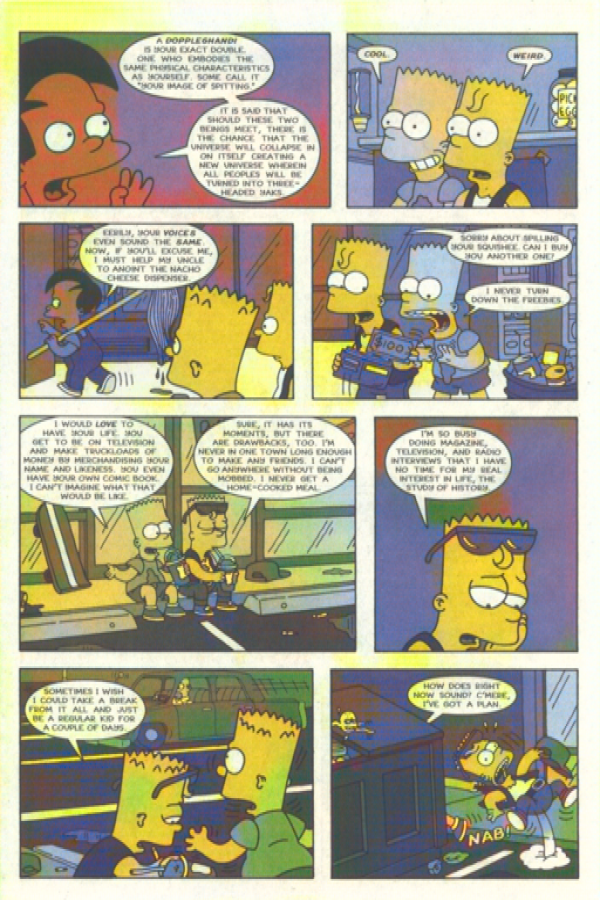 A DOPPLEGHANDI
IS YOUR EXACT DOUBLE.
ONE WHO EMBODIES THE
SAME PHYSICAL CHARACTERISTICS
AS YOURSELF. SOME CALL IT
"YOUR IMAGE OF SPITTING."
IT IS SAID THAT
SHOULD THESE TWO
BEINGS MEET, THERE IS
THE CHANCE THAT THE
UNIVERSE WILL COLLAPSE IN
ON ITSELF CREATING A
NEW UNIVERSE WHEREIN
ALL PEOPLES WILL BE
TURNED INTO THREE-
HEADED YAKS.
COOL.
WEIRD.
EERILY, YOUR VOICES
EVEN SOUND THE SAME.
NOW, IF YOU'LL EXCUSE ME,
I MUST HELP MY UNCLE
TO ANOINT THE NACHO
CHEESE DISPENSER.
SORRY ABOUT SPILLING
YOUR SQUISHEE. CAN I BUY
YOU ANOTHER ONE?
I NEVER TURN
DOWN THE FREEBIES.
$100
I WOULD LOVE TO
HAVE YOUR LIFE. YOU
GET TO BE ON TELEVISION
AND MAKE TRUCKLOADS OF
MONEY BY MERCHANDISING YOUR
NAME AND LIKENESS. YOU EVEN
HAVE YOUR OWN COMIC BOOK.
I CAN'T IMAGINE WHAT THAT
WOULD BE LIKE.
SURE, IT HAS ITS
MOMENTS, BUT THERE
ARE DRAWBACKS, TOO. I'M
NEVER IN ONE TOWN LONG ENOUGH
TO MAKE ANY FRIENDS. I CAN'T
GO ANYWHERE WITHOUT BEING
MOBBED. I NEVER GET A
HOME-COOKED MEAL.
I'M SO BUSY
DOING MAGAZINE,
TELEVISION, AND RADIO
INTERVIEWS THAT I HAVE
NO TIME FOR MY REAL
INTEREST IN LIFE, THE
STUDY OF HISTORY.
SOMETIMES I WISH
I COULD TAKE A BREAK
FROM IT ALL AND JUST
BE A REGULAR KID FOR
A COUPLE OF DAYS.
HOW DOES RIGHT
NOW SOUND? C'MERE,
I'VE GOT A PLAN.
NAB!